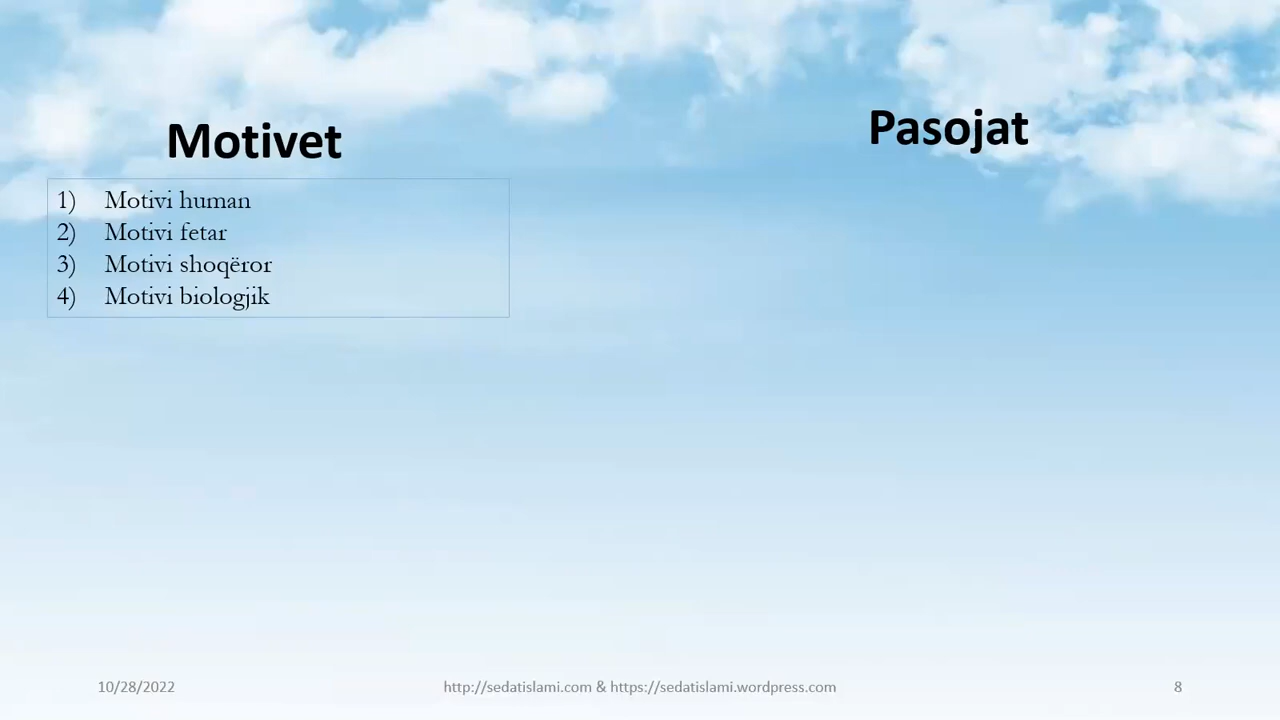 Motivet
1) Motivi human
2) Motivi fetar
3) Motivi shoqëror
4) Motivi biologjik
Pasojat
10/28/2022
http://sedatislami.com & https://sedatislami.wordpress.com
8